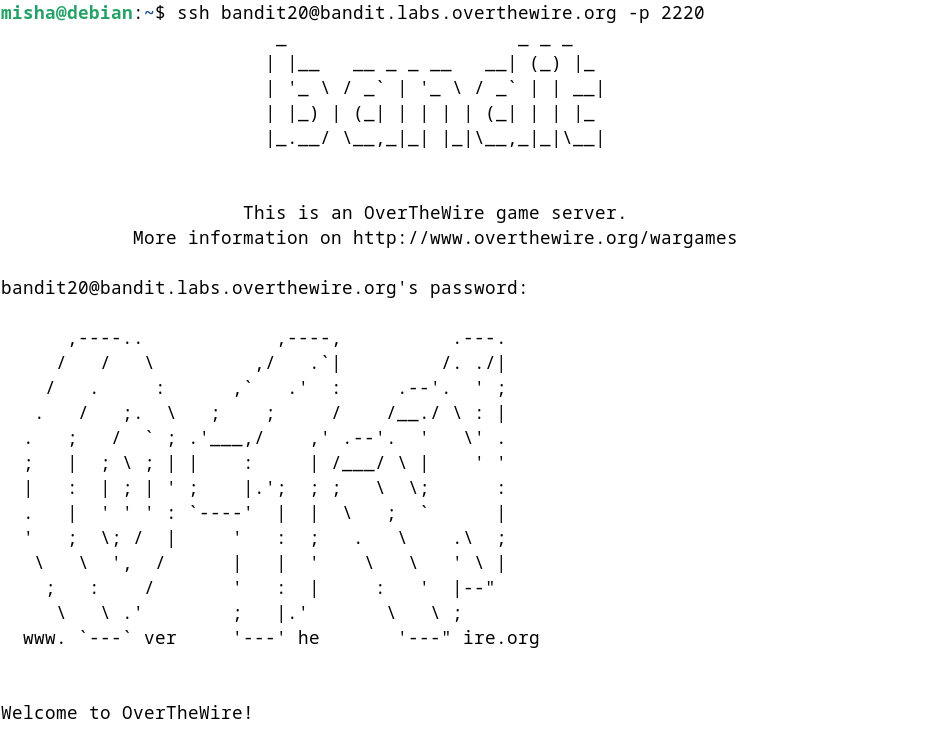 misha@debian:~$ ssh bandit20@bandit.labs.overthewire.org -p 2220
                         _                     _ _ _
                        | |__   __ _ _ __   __| (_) |_
                        | '_ \ / _` | '_ \ / _` | | __|
                        | |_) | (_| | | | | (_| | | |_
                        |_.__/ \__,_|_| |_|\__,_|_|\__|

                      This is an OverTheWire game server.
            More information on http://www.overthewire.org/wargames

bandit20@bandit.labs.overthewire.org's password:

      ,----..            ,----,          .---.
     /   /   \         ,/   .`|         /. ./|
    /   .     :      ,`   .'  :     .--'.  ' ;
   .   /   ;.  \   ;    ;     /    /__./ \ : |
  .   ;   /  ` ; .'___,/    ,' .--'.  '   \' .
  ;   |  ; \ ; | |    :     | /___/ \ |    ' '
  |   :  | ; | ' ;    |.';  ; ;   \  \;      :
  .   |  ' ' ' : `----'  |  |  \   ;  `      |
  '   ;  \; /  |     '   :  ;   .   \    .\  ;
   \   \  ',  /      |   |  '    \   \   ' \ |
    ;   :    /       '   :  |     :   '  |--"
     \   \ .'        ;   |.'       \   \ ;
  www. `---` ver     '---' he       '---" ire.org

Welcome to OverTheWire!